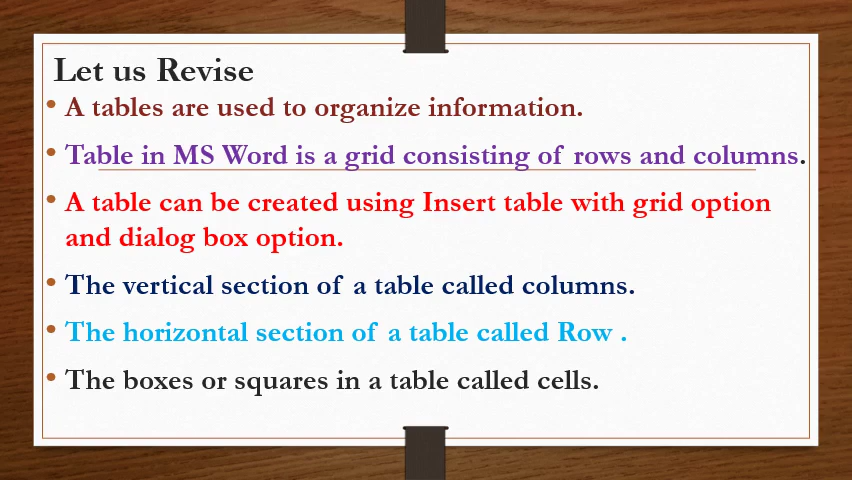 Let us Revise
• A tables are used to organize information.
• Table in MS Word is a grid consisting of rows and columns.
• A table can be created using Insert table with grid option
and dialog box option.
• The vertical section of a table called columns.
• The horizontal section of a table called Row .
• The boxes or squares in a table called cells.